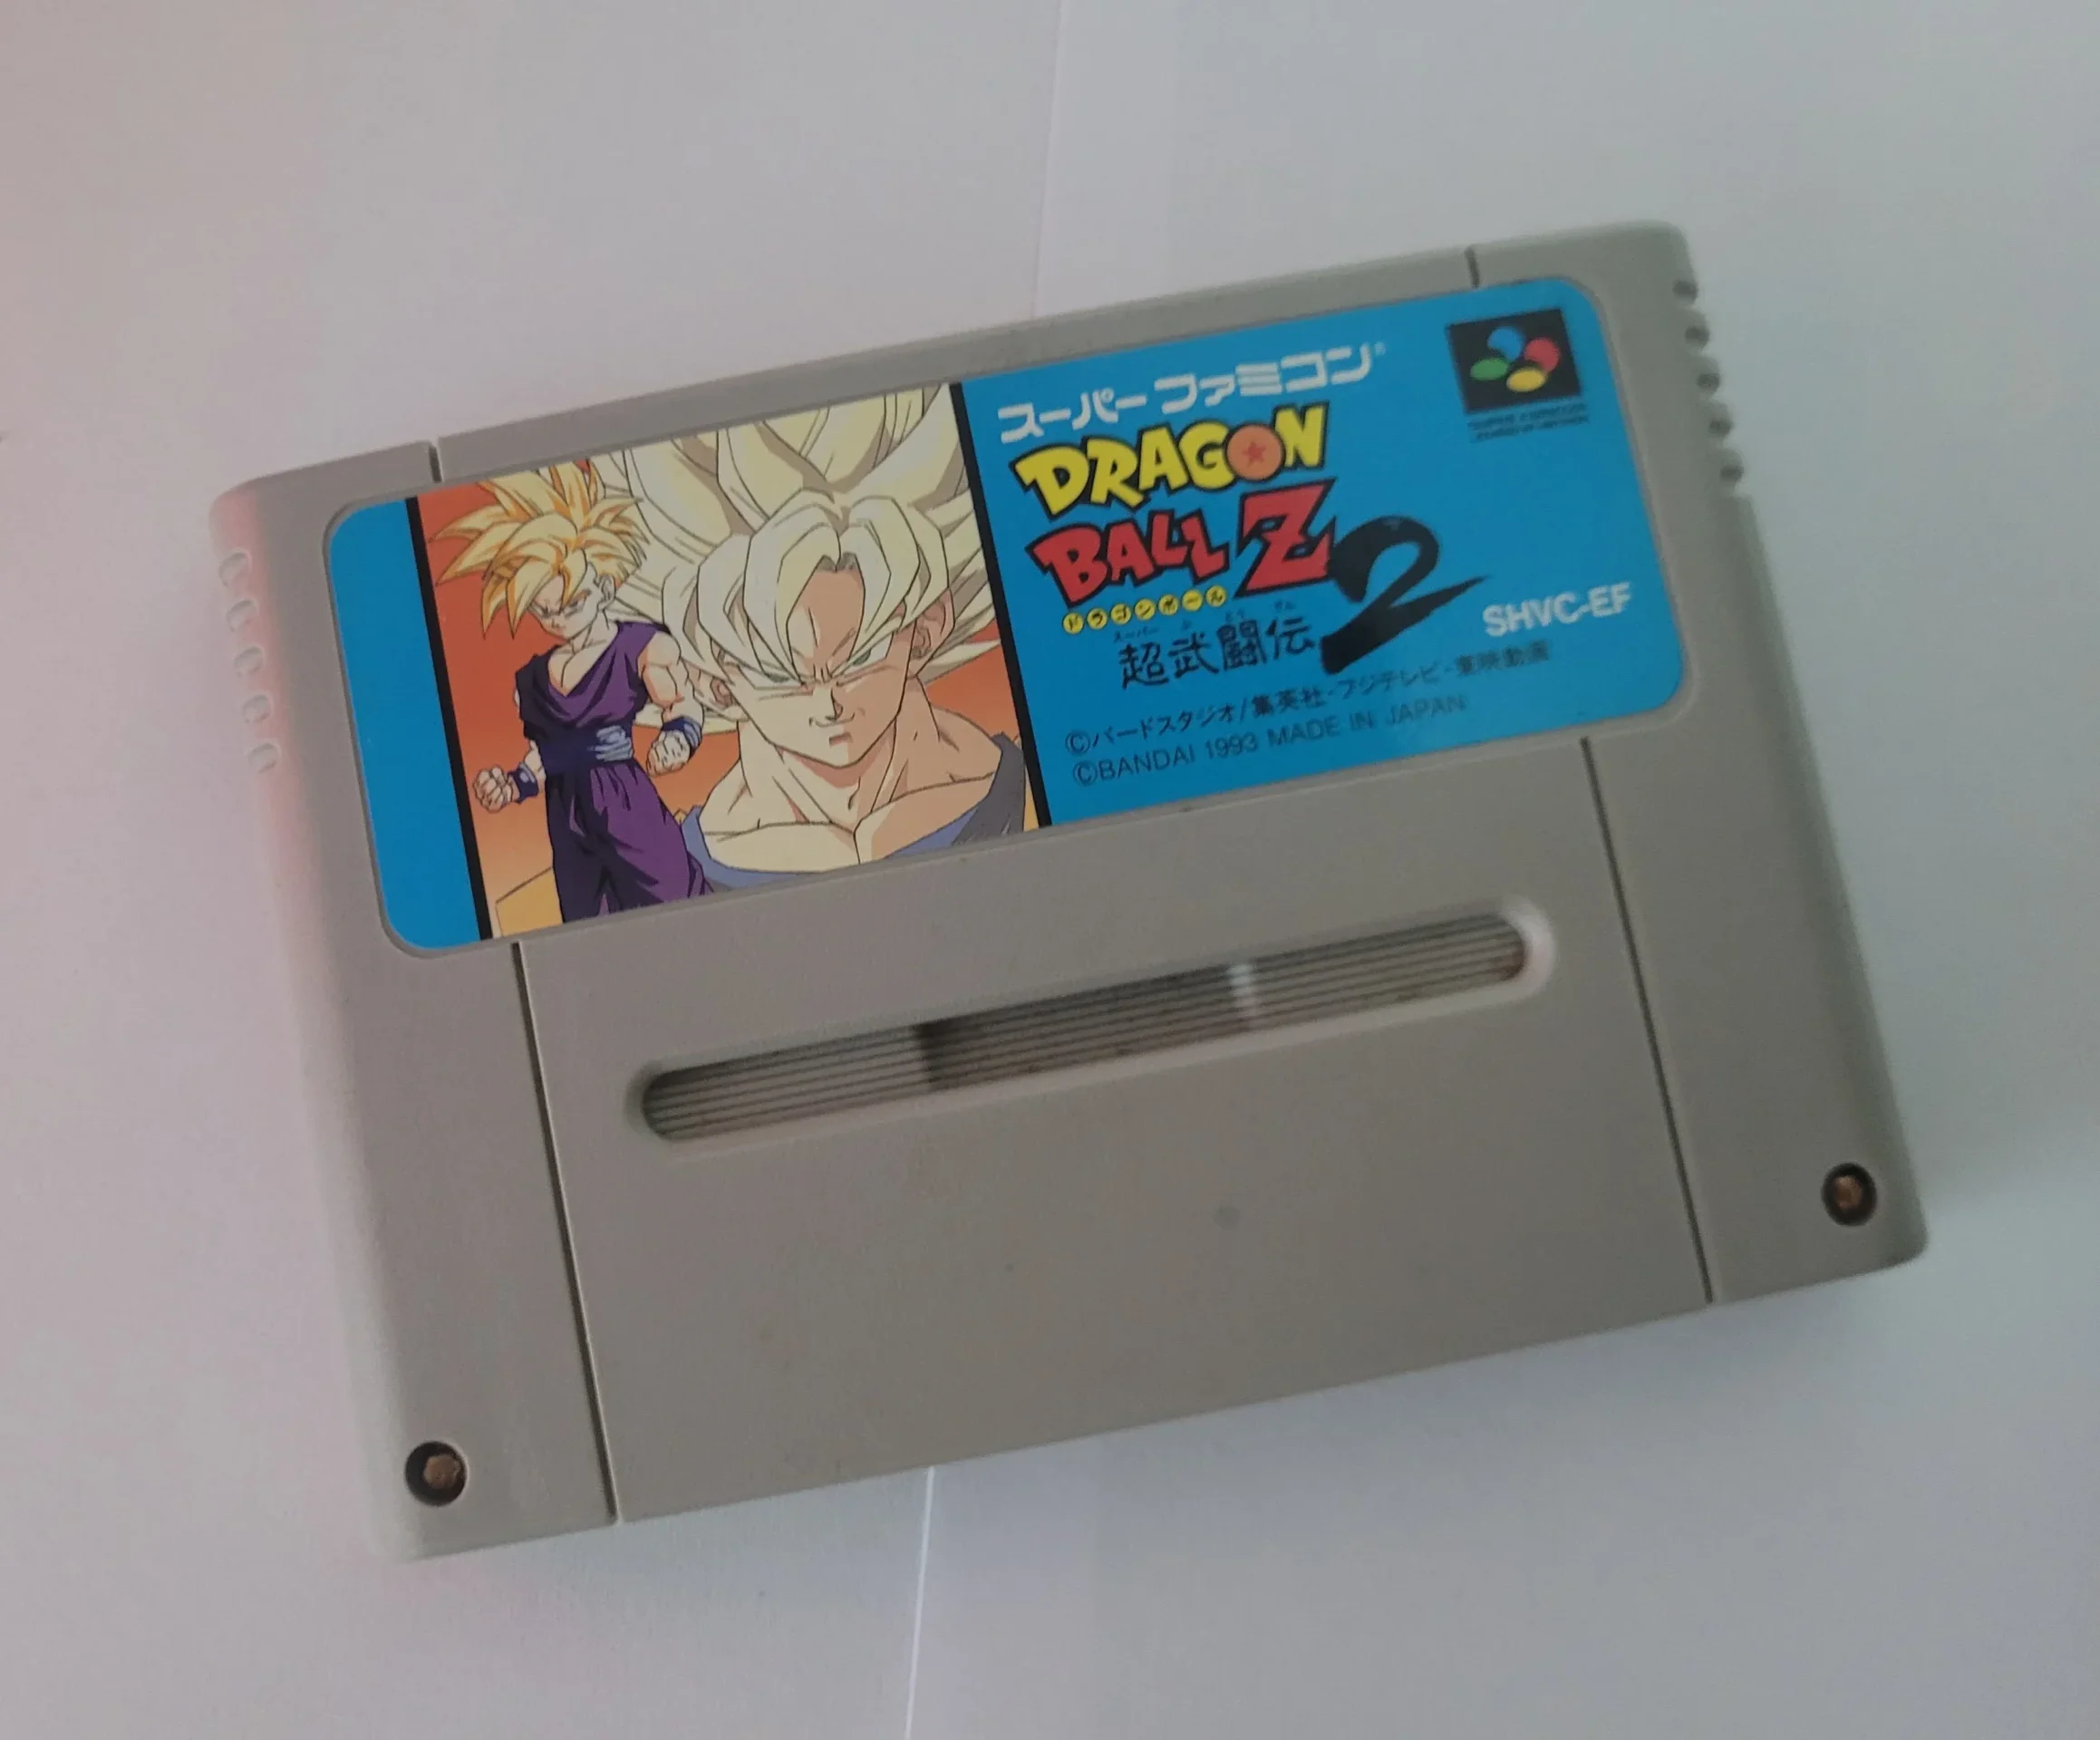 スーパーファミコン®
DRAGON
BALL Z 2
ドラゴンボール
スーパー ぶ とう でん
超武闘伝
SHVC-EF
©バードスタジオ/集英社・フジテレビ・東映動画
©BANDAI 1993 MADE IN JAPAN